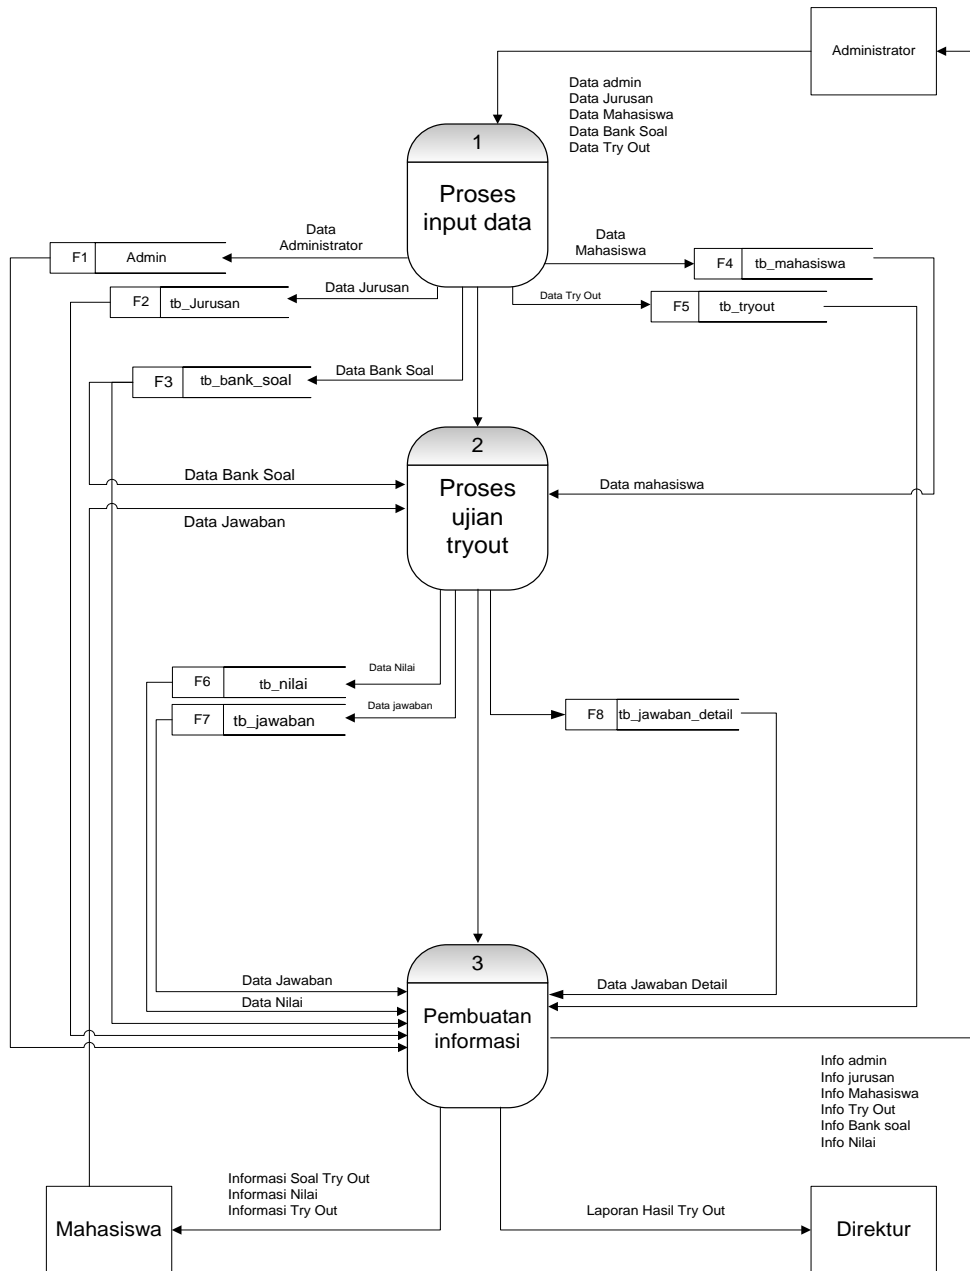 Administrator
Data admin
Data Jurusan
Data Mahasiswa
Data Bank Soal
Data Try Out
1
Proses
input data
Data
Administrator
F1
Admin
Data
Mahasiswa
F4
tb_mahasiswa
Data Jurusan
F2
tb_Jurusan
Data Try Out
F5
tb_tryout
Data Bank Soal
F3
tb_bank_soal
2
Proses
ujian
tryout
Data Bank Soal
Data mahasiswa
Data Jawaban
Data Nilai
F6
tb_nilai
Data jawaban
F7
tb_jawaban
F8
tb_jawaban_detail
3
Pembuatan
informasi
Data Jawaban
Data Nilai
Data Jawaban Detail
Info admin
Info jurusan
Info Mahasiswa
Info Try Out
Info Bank soal
Info Nilai
Informasi Soal Try Out
Informasi Nilai
Informasi Try Out
Mahasiswa
Laporan Hasil Try Out
Direktur